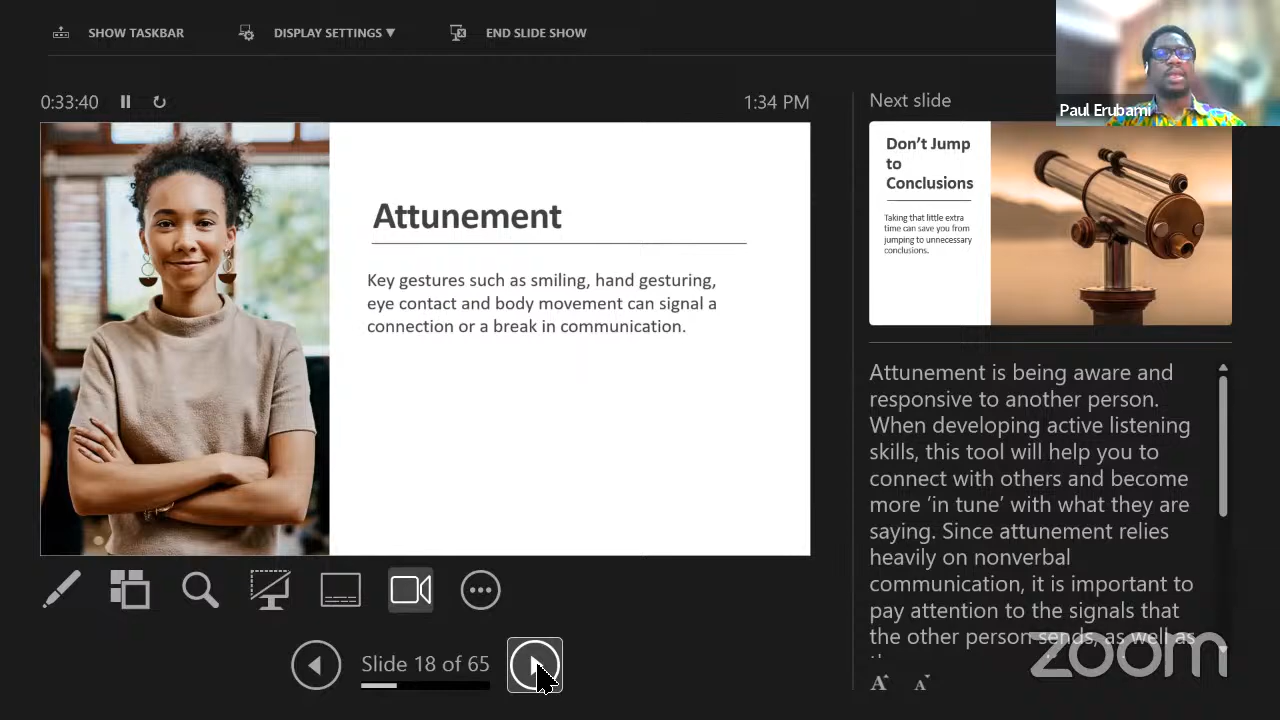 SHOW TASKBAR
DISPLAY SETTINGS ▼
END SLIDE SHOW
Paul Erubami
0:33:40
1:34 PM
Attunement
Key gestures such as smiling, hand gesturing,
eye contact and body movement can signal a
connection or a break in communication.
Next slide
Don’t Jump
to
Conclusions
Taking that little extra
time can save you from
jumping to unnecessary
conclusions.
Attunement is being aware and
responsive to another person.
When developing active listening
skills, this tool will help you to
connect with others and become
more ‘in tune’ with what they are
saying. Since attunement relies
heavily on nonverbal
communication, it is important to
pay attention to the signals that
the other person sends, as well as
zoom
Slide 18 of 65
A A